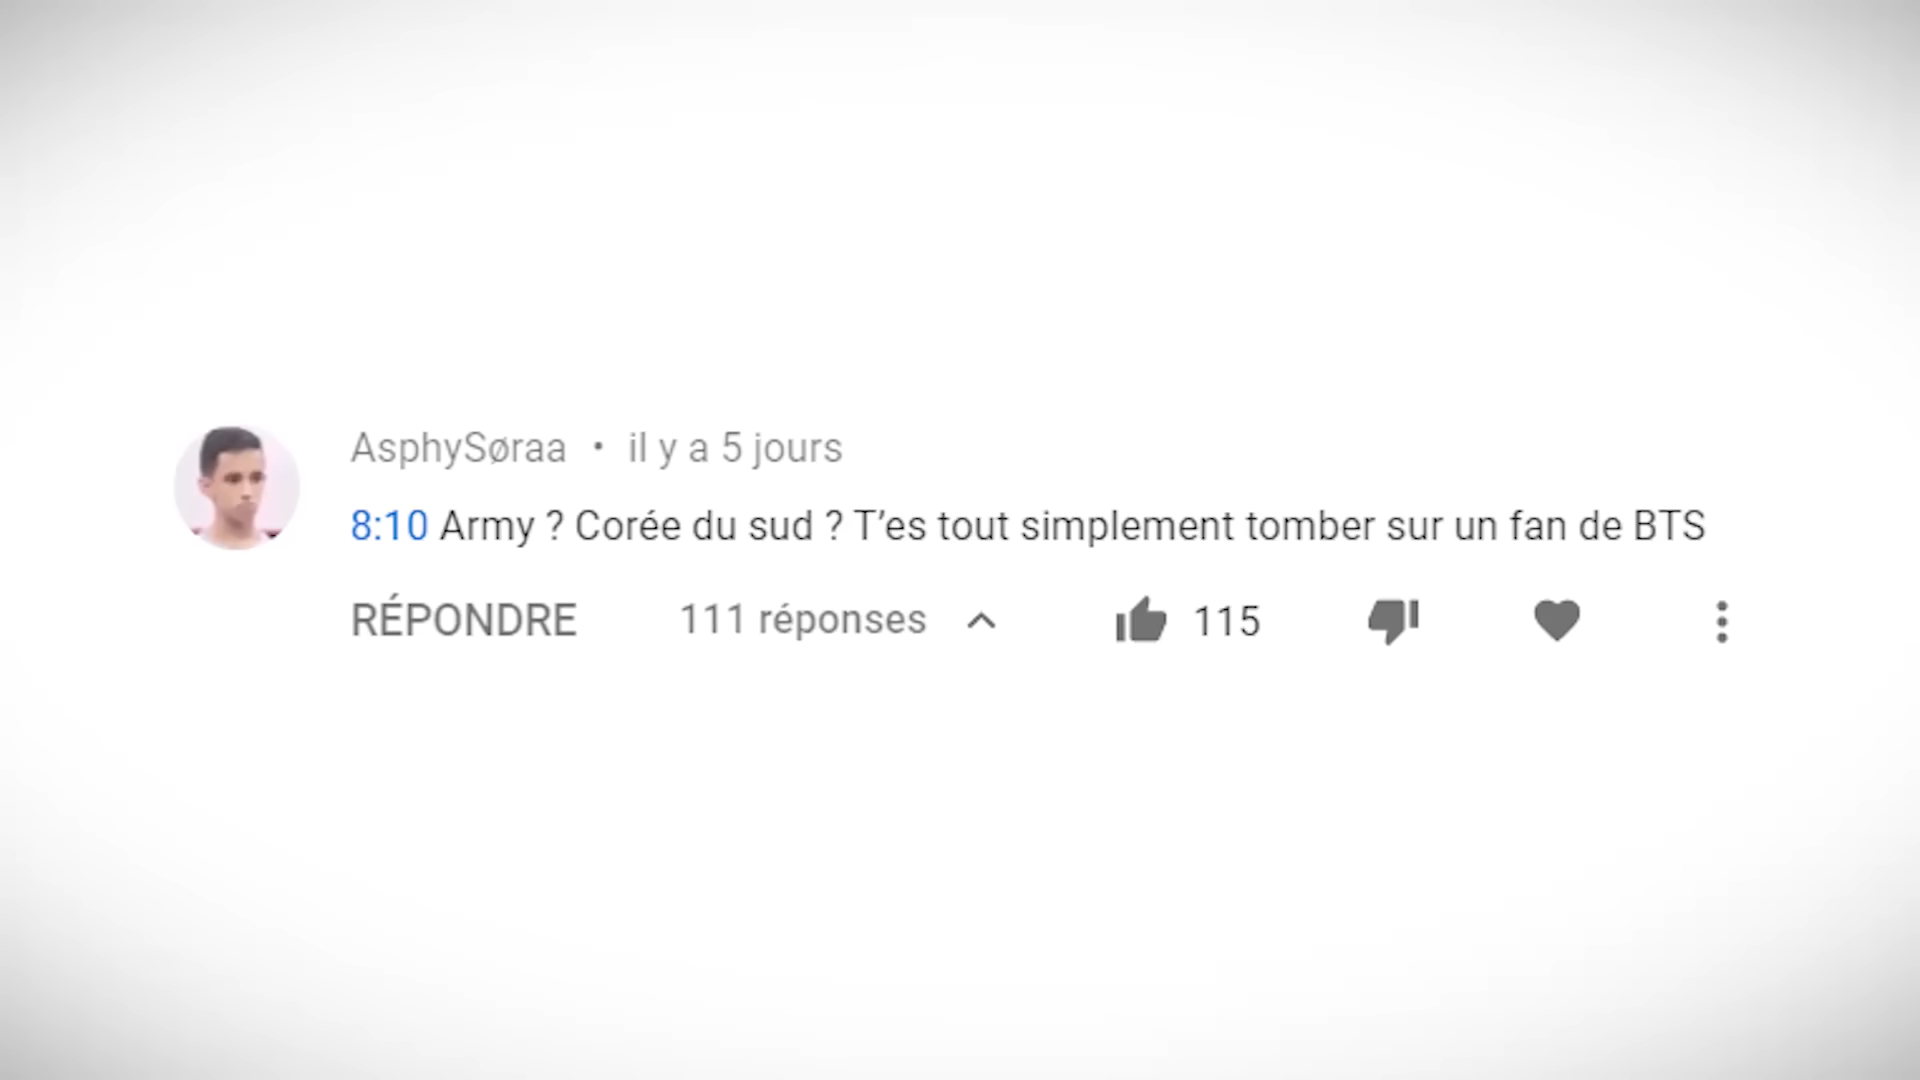 AsphySøraa • il y a 5 jours
8:10 Army ? Corée du sud ? T’es tout simplement tomber sur un fan de BTS
RÉPONDRE 111 réponses 115